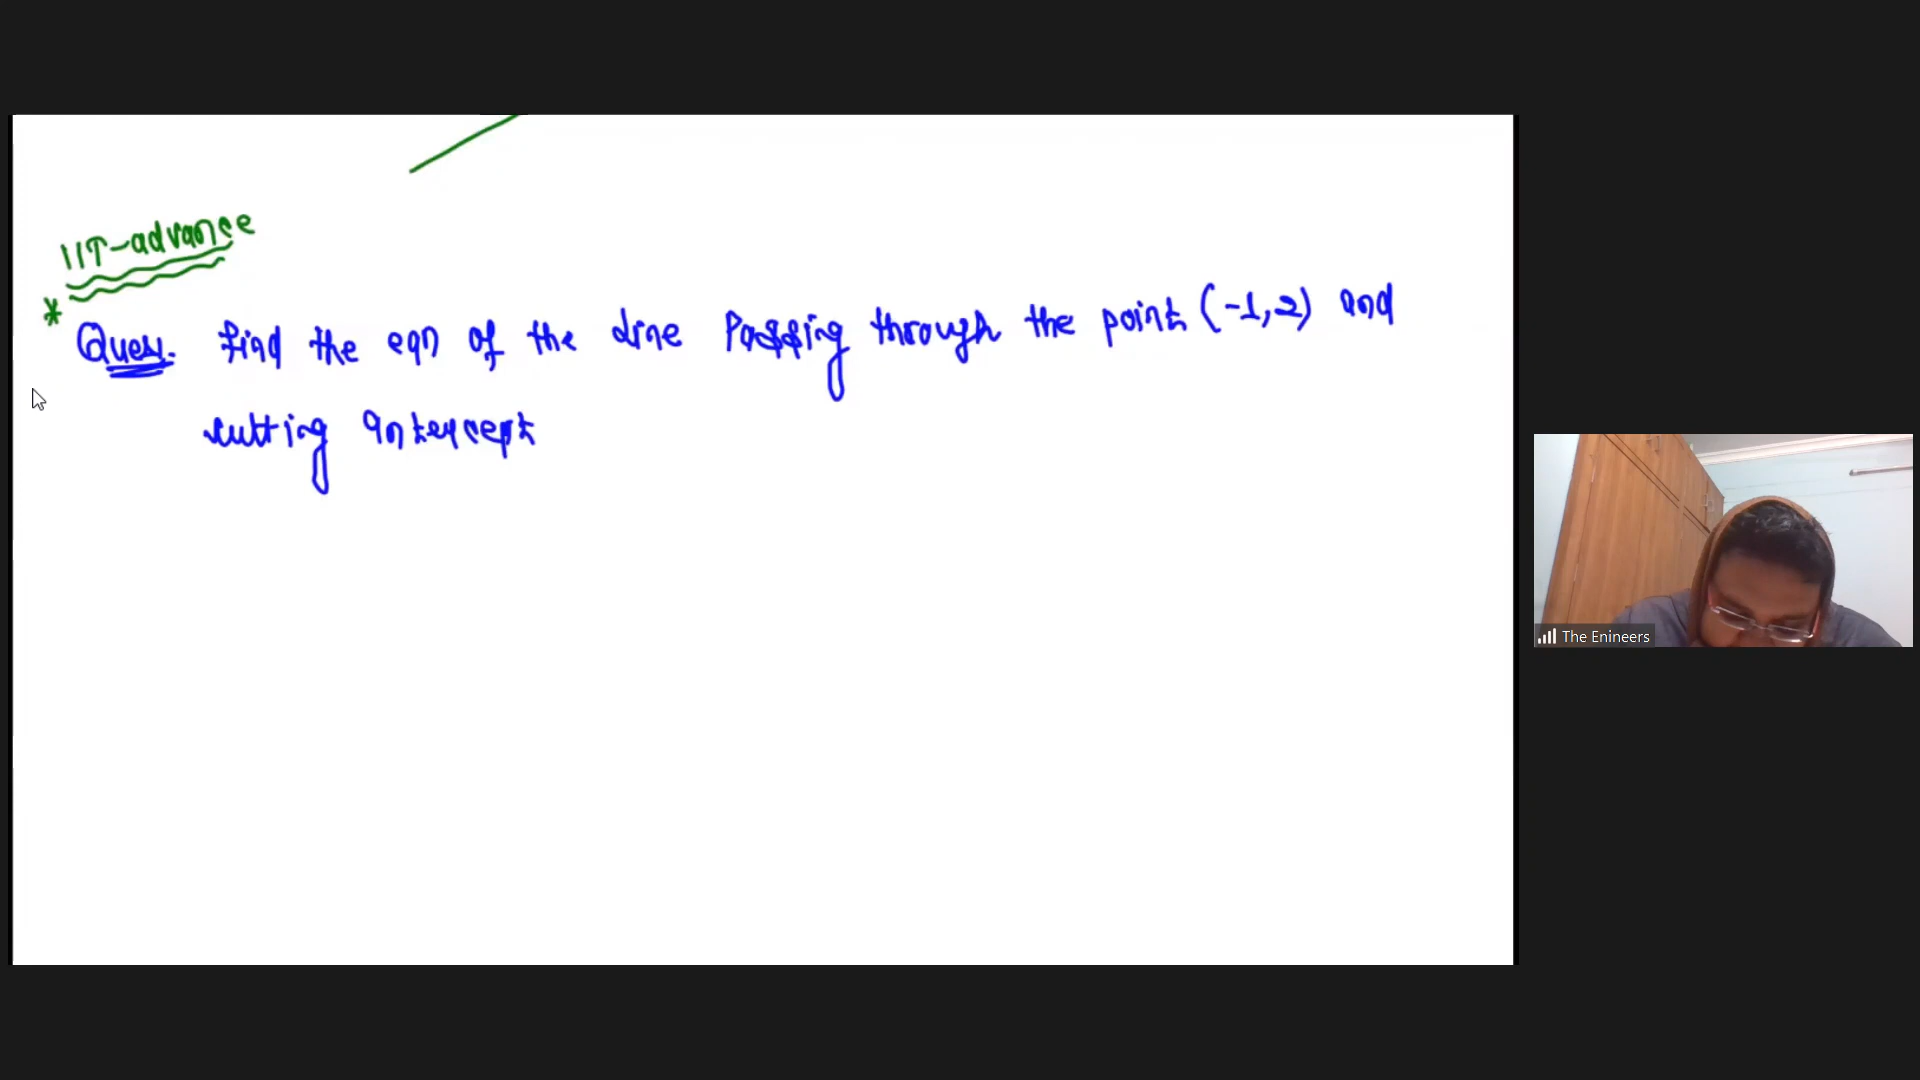 IIT-advance
* Ques. find the eqn of the line Passing through the point (-1,2) and
cutting intercept
The Enineers